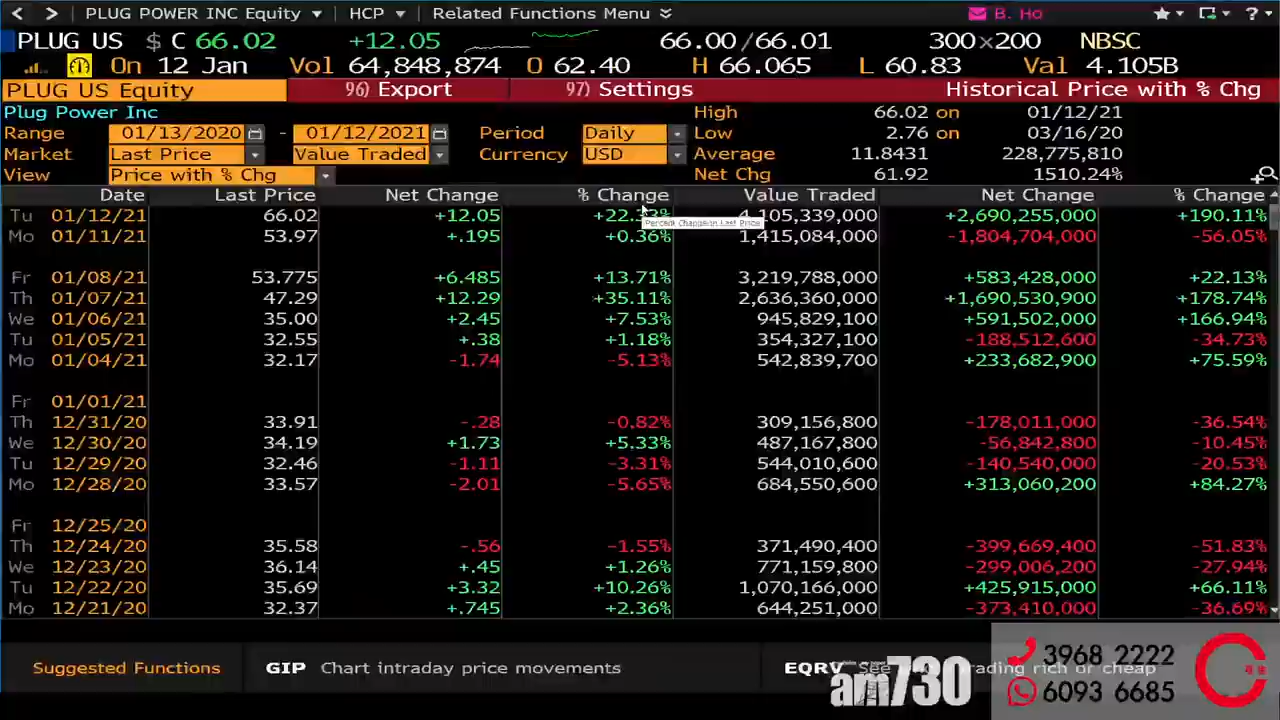 < > PLUG POWER INC Equity HCP Related Functions Menu B. Ho ?
PLUG US $ C 66.02 +12.05 66.00/66.01 300×200 NBSC
On 12 Jan Vol 64,848,874 O 62.40 H 66.065 L 60.83 Val 4.105B
PLUG US Equity 96) Export 97) Settings Historical Price with % Chg
Plug Power Inc High 66.02 on 01/12/21
Range 01/13/2020 - 01/12/2021 Period Daily Low 2.76 on 03/16/20
Market Last Price Value Traded Currency USD Average 11.8431 228,775,810
View Price with % Chg Net Chg 61.92 1510.24%
Date Last Price Net Change % Change Value Traded Net Change % Change
Tu 01/12/21 66.02 +12.05 +22.33% 4,105,339,000 +2,690,255,000 +190.11%
Percent Change in Last Price
Mo 01/11/21 53.97 +.195 +0.36% 1,415,084,000 -1,804,704,000 -56.05%
Fr 01/08/21 53.775 +6.485 +13.71% 3,219,788,000 +583,428,000 +22.13%
Th 01/07/21 47.29 +12.29 +35.11% 2,636,360,000 +1,690,530,900 +178.74%
We 01/06/21 35.00 +2.45 +7.53% 945,829,100 +591,502,000 +166.94%
Tu 01/05/21 32.55 +.38 +1.18% 354,327,100 -188,512,600 -34.73%
Mo 01/04/21 32.17 -1.74 -5.13% 542,839,700 +233,682,900 +75.59%
Fr 01/01/21
Th 12/31/20 33.91 -.28 -0.82% 309,156,800 -178,011,000 -36.54%
We 12/30/20 34.19 +1.73 +5.33% 487,167,800 -56,842,800 -10.45%
Tu 12/29/20 32.46 -1.11 -3.31% 544,010,600 -140,540,000 -20.53%
Mo 12/28/20 33.57 -2.01 -5.65% 684,550,600 +313,060,200 +84.27%
Fr 12/25/20
Th 12/24/20 35.58 -.56 -1.55% 371,490,400 -399,669,400 -51.83%
We 12/23/20 36.14 +.45 +1.26% 771,159,800 -299,006,200 -27.94%
Tu 12/22/20 35.69 +3.32 +10.26% 1,070,166,000 +425,915,000 +66.11%
Mo 12/21/20 32.37 +.745 +2.36% 644,251,000 -373,410,000 -36.69%
Suggested Functions GIP Chart intraday price movements EQRV See trading rich or cheap
am730
3968 2222
6093 6685